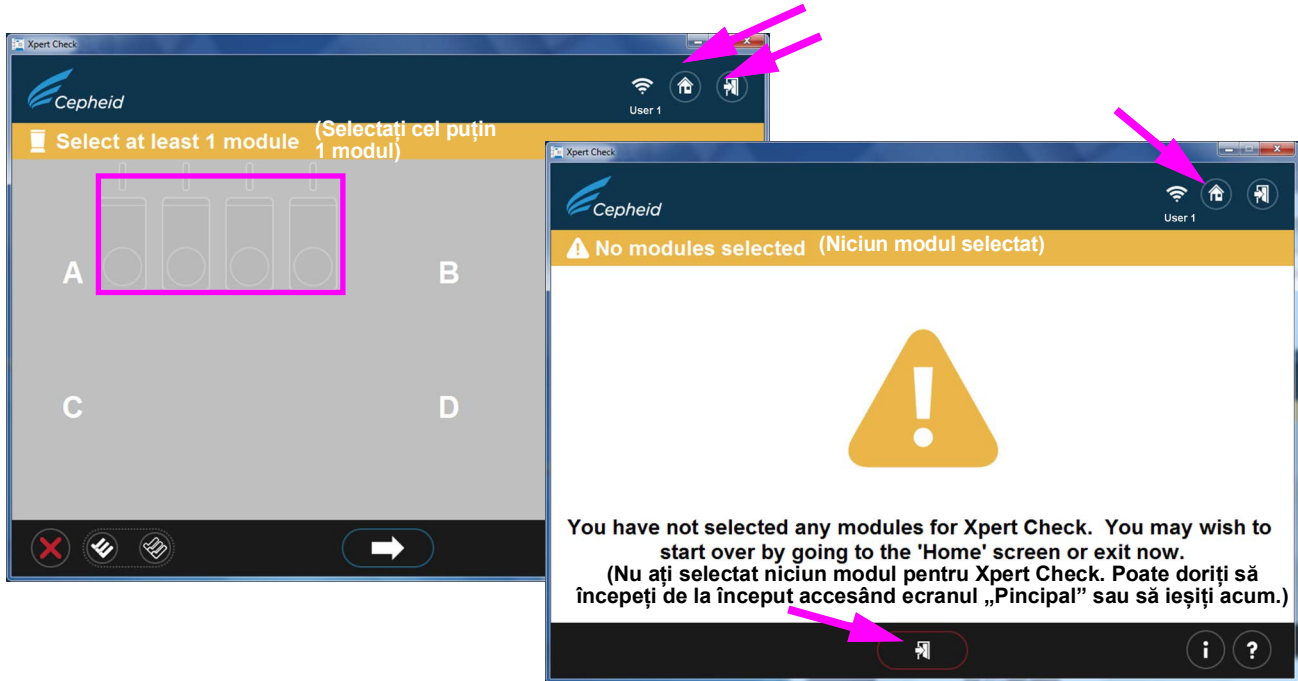 Xpert Check
Cepheid
User 1
Select at least 1 module (Selectați cel puțin
1 modul)
A
B
C
D
Xpert Check
Cepheid
User 1
No modules selected (Niciun modul selectat)
You have not selected any modules for Xpert Check. You may wish to
start over by going to the 'Home' screen or exit now.
(Nu ați selectat niciun modul pentru Xpert Check. Poate doriți să
începeți de la început accesând ecranul „Pincipal” sau să ieșiți acum.)
i ?